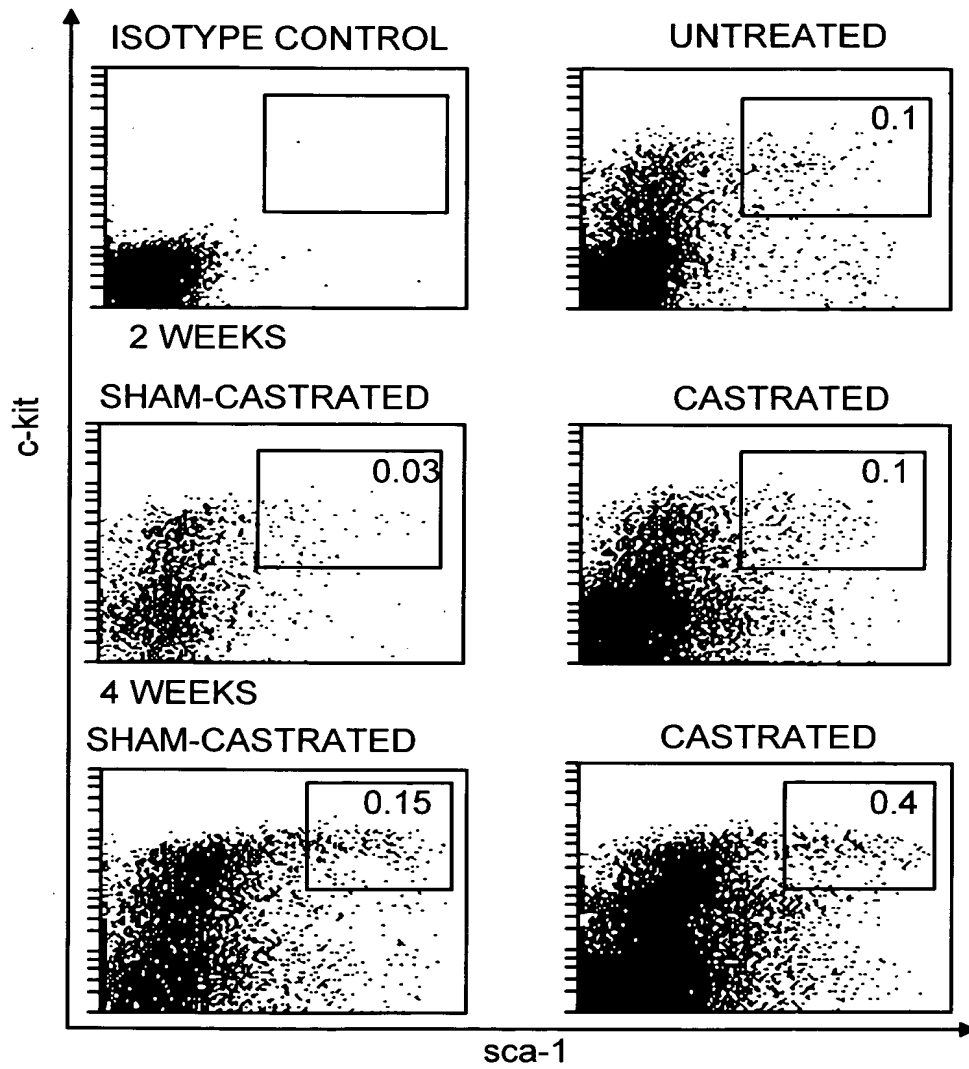 ISOTYPE CONTROL
UNTREATED
0.1
2 WEEKS
SHAM-CASTRATED
CASTRATED
0.03
0.1
4 WEEKS
SHAM-CASTRATED
CASTRATED
0.15
0.4
c-kit
sca-1